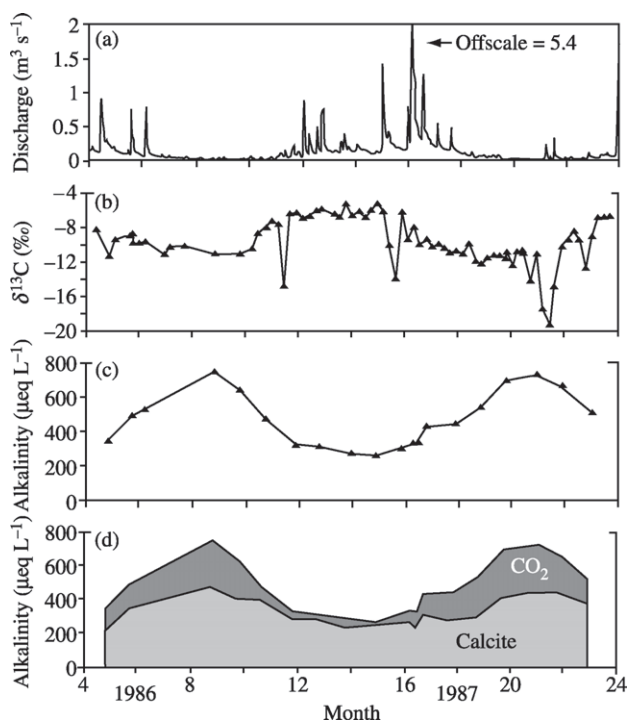 (a)
Offscale = 5.4
Discharge (m³ s⁻¹)
2
1.5
1
0.5
0
(b)
δ¹³C (‰)
−4
−8
−12
−16
−20
(c)
Alkalinity (µeq L⁻¹)
800
600
400
200
0
(d)
Alkalinity (µeq L⁻¹)
800
600
400
200
0
CO₂
Calcite
4 8 12 16 20 24
1986 1987
Month